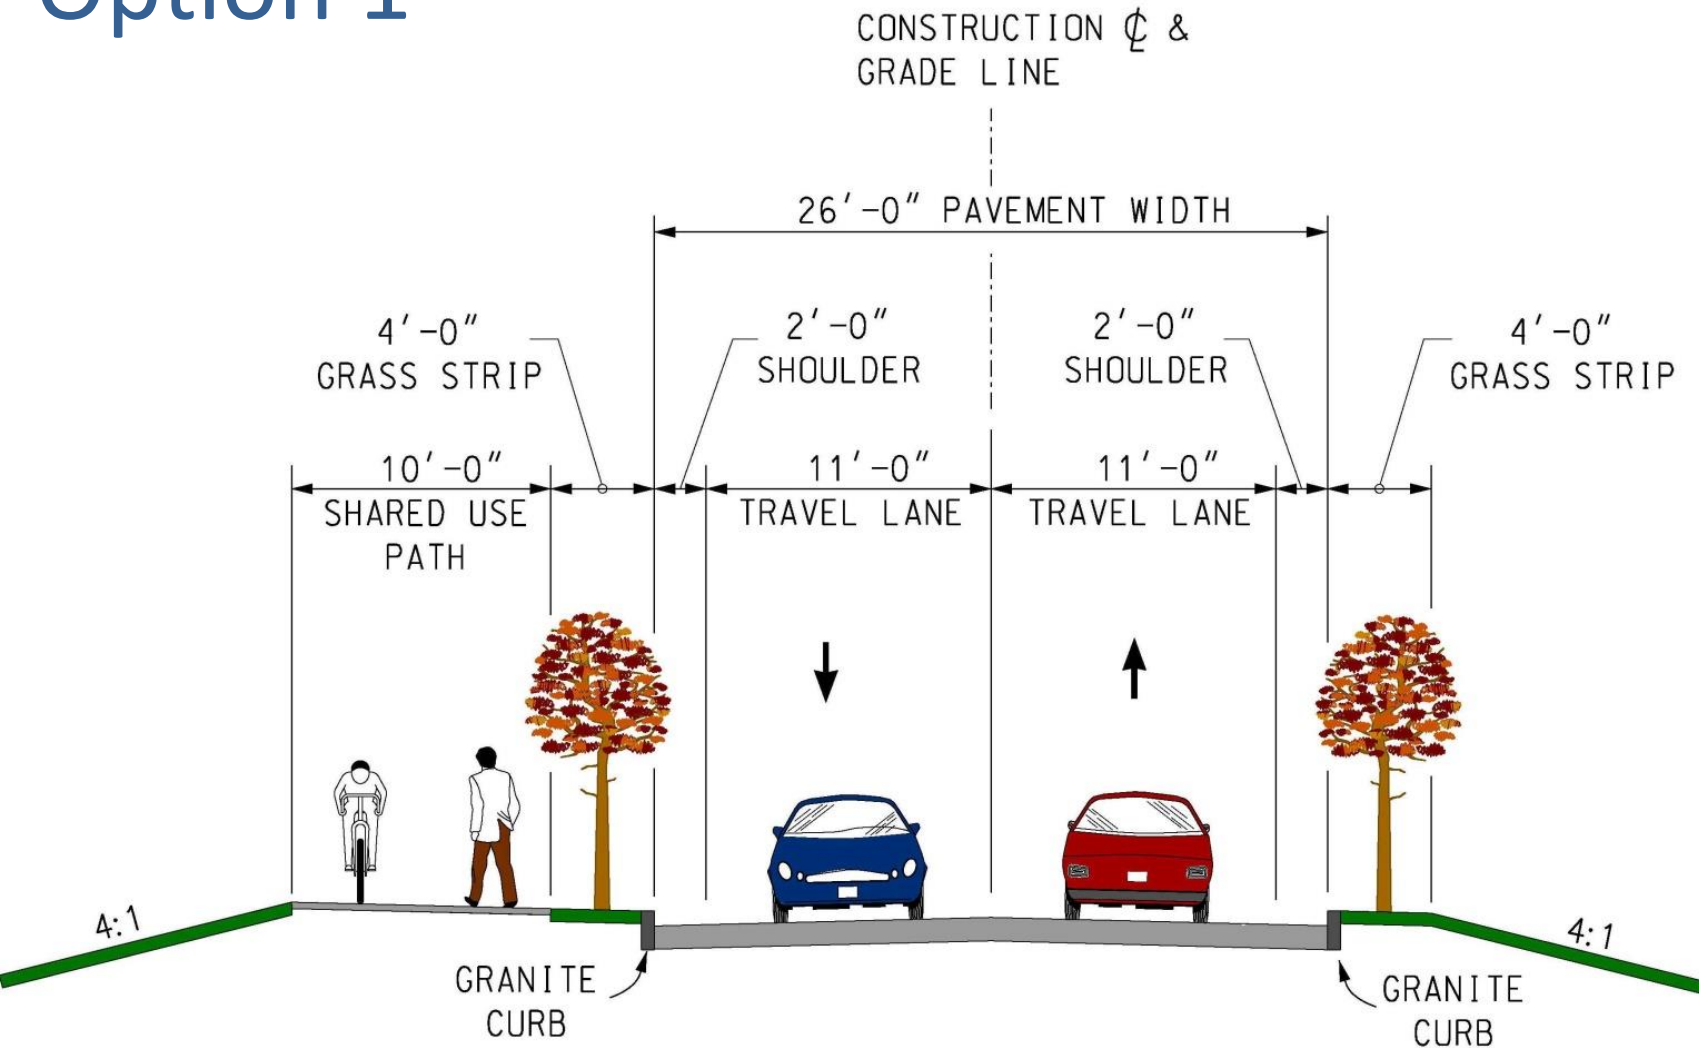 Option 1
CONSTRUCTION ℄ &
GRADE LINE
26'-0" PAVEMENT WIDTH
4'-0"
GRASS STRIP
2'-0"
SHOULDER
2'-0"
SHOULDER
4'-0"
GRASS STRIP
10'-0"
SHARED USE
PATH
11'-0"
TRAVEL LANE
11'-0"
TRAVEL LANE
4:1
4:1
GRANITE
CURB
GRANITE
CURB